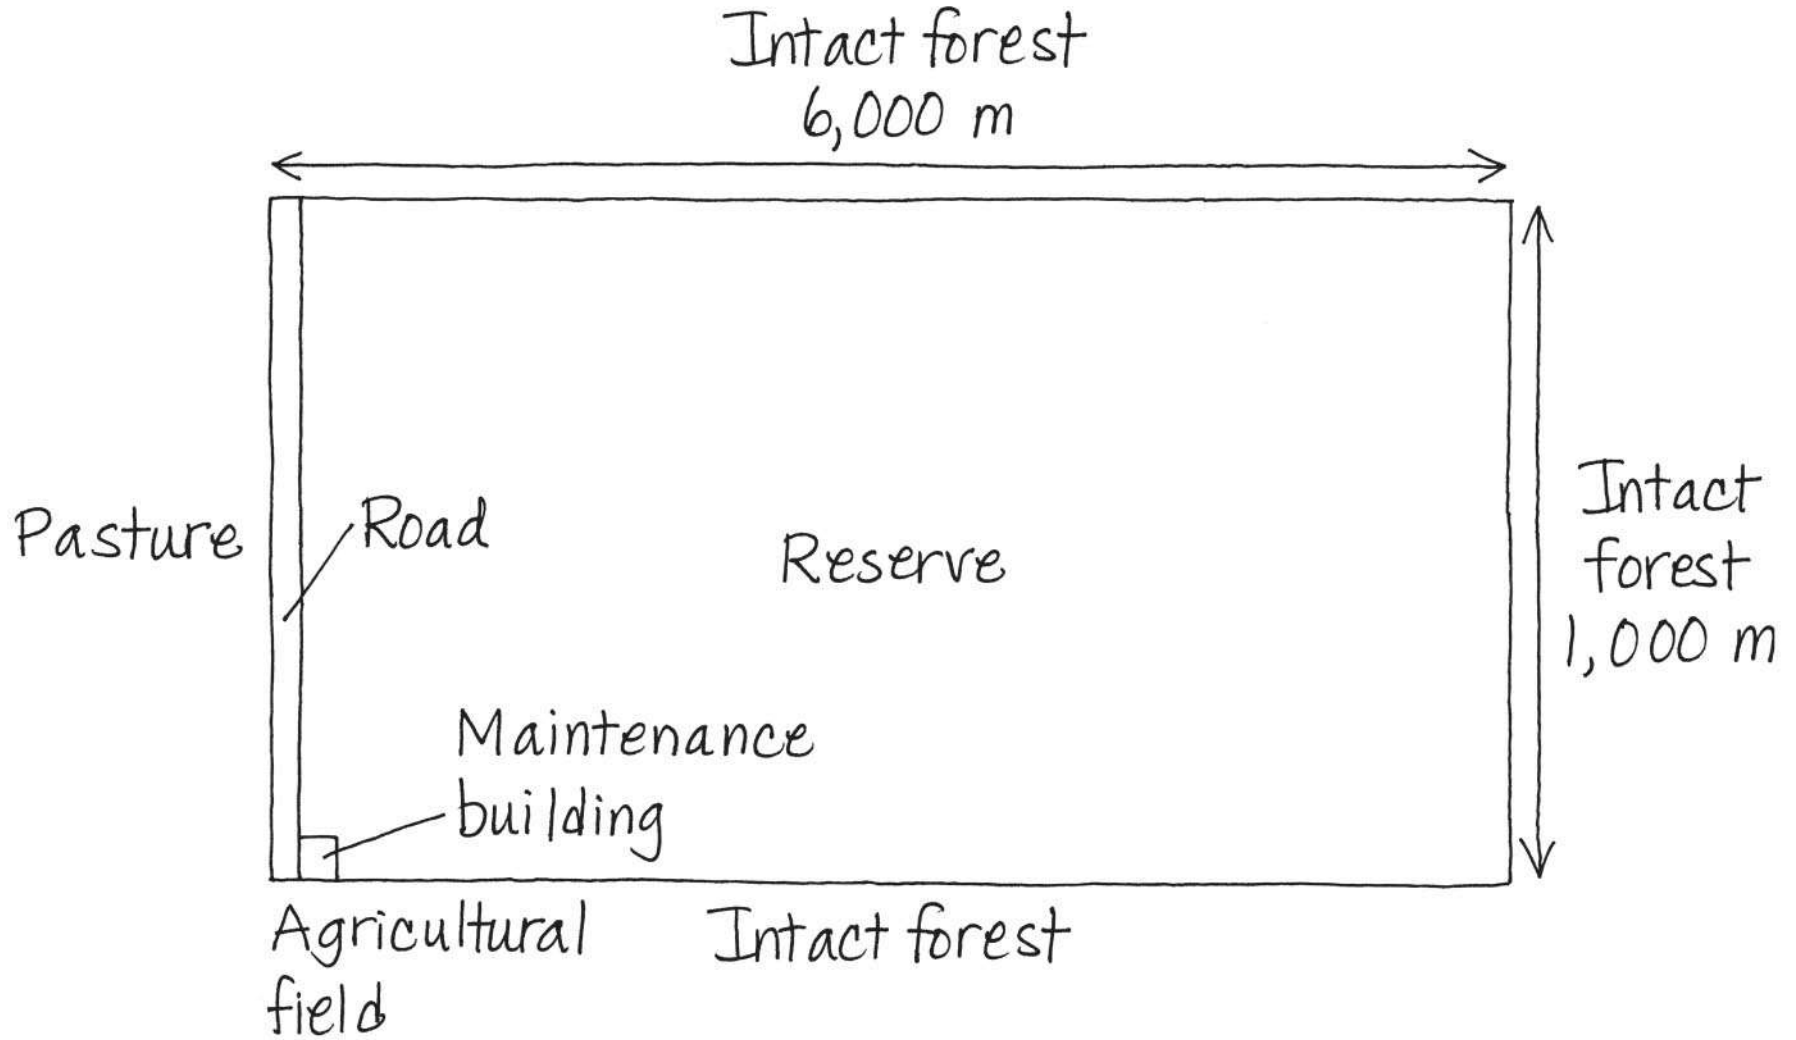 Intact forest
6,000 m
Pasture
Road
Reserve
Intact
forest
1,000 m
Maintenance
building
Agricultural
field
Intact forest